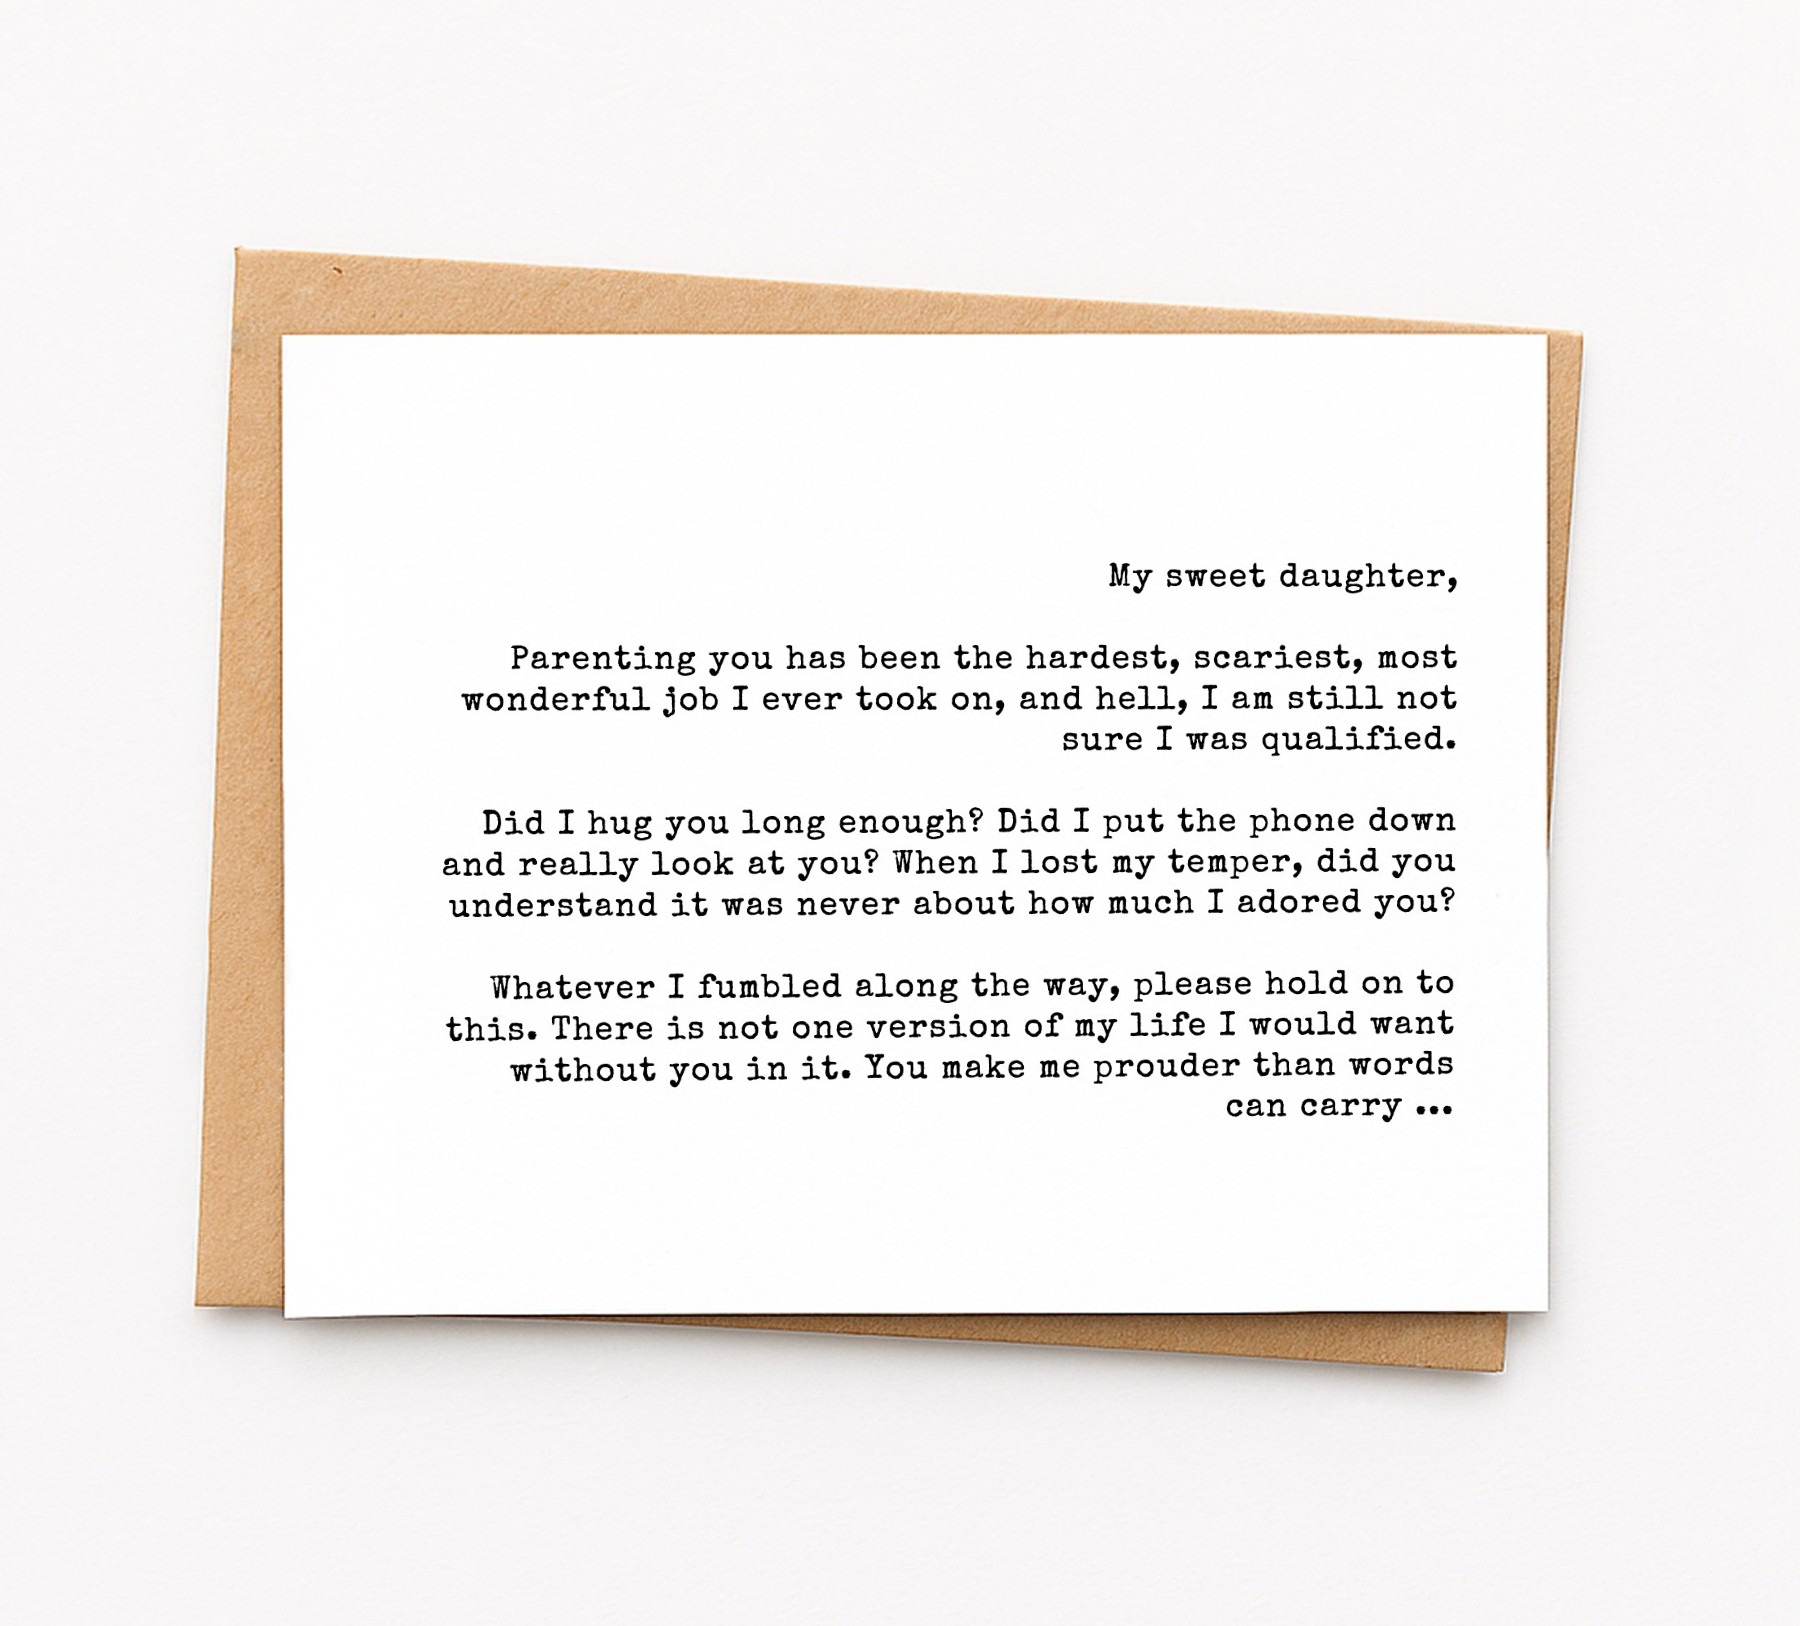 My sweet daughter,
Parenting you has been the hardest, scariest, most
wonderful job I ever took on, and hell, I am still not
sure I was qualified.
Did I hug you long enough? Did I put the phone down
and really look at you? When I lost my temper, did you
understand it was never about how much I adored you?
Whatever I fumbled along the way, please hold on to
this. There is not one version of my life I would want
without you in it. You make me prouder than words
can carry ...